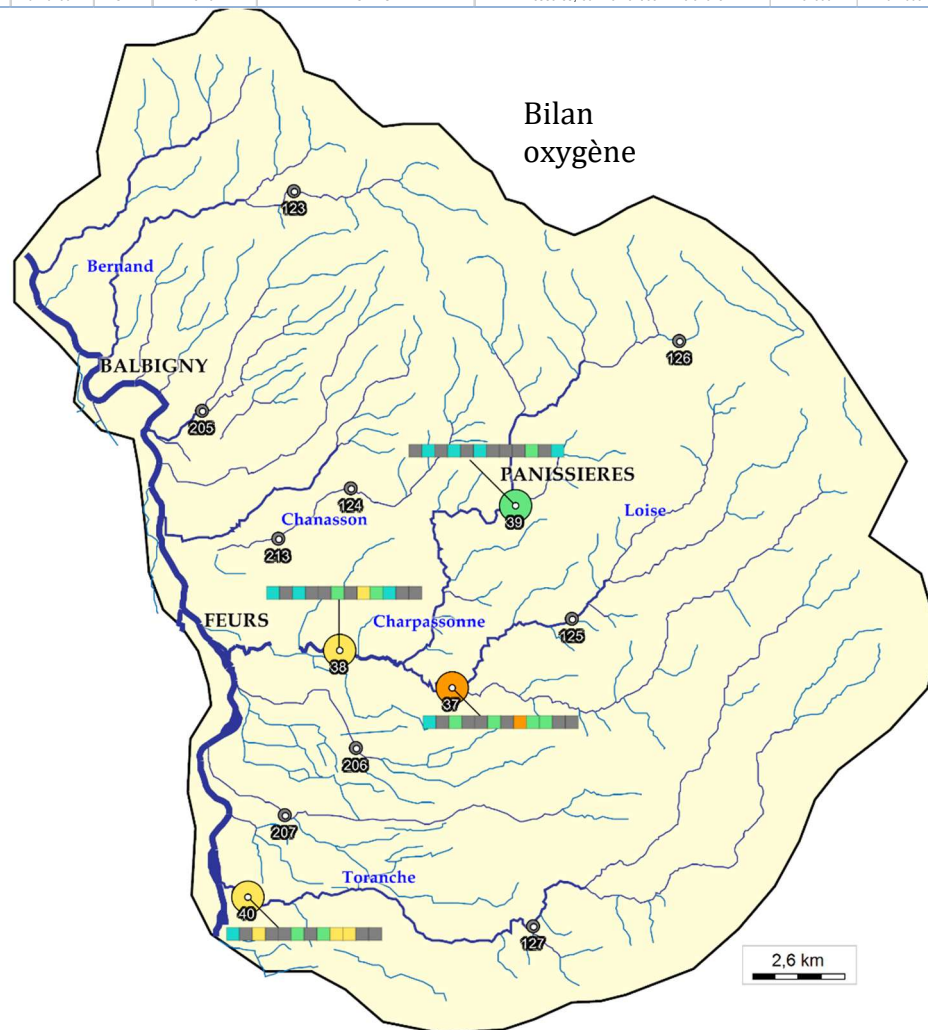 Bilan
oxygène
123
Bernand
126
BALBIGNY
205
PANISSIERES
124
39
Loise
Chanasson
213
FEURS
Charpassonne
125
38
37
206
207
Toranche
40
127
2,6 km